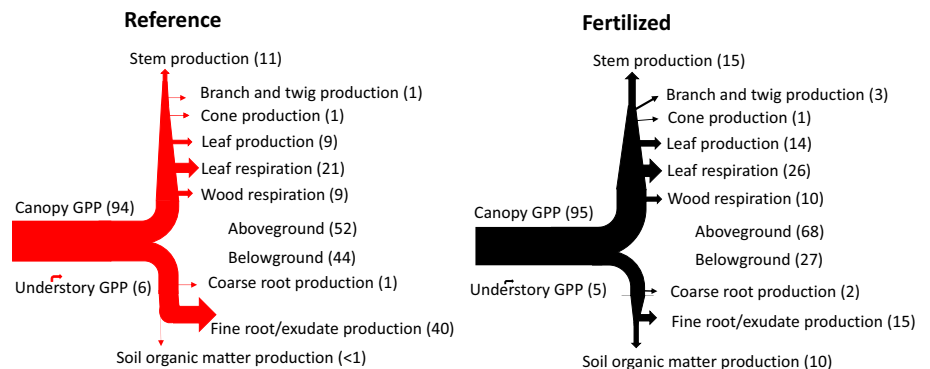 Reference
Stem production (11)
Branch and twig production (1)
Cone production (1)
Leaf production (9)
Leaf respiration (21)
Wood respiration (9)
Canopy GPP (94)
Aboveground (52)
Belowground (44)
Understory GPP (6)
Coarse root production (1)
Fine root/exudate production (40)
Soil organic matter production (<1)
Fertilized
Stem production (15)
Branch and twig production (3)
Cone production (1)
Leaf production (14)
Leaf respiration (26)
Wood respiration (10)
Canopy GPP (95)
Aboveground (68)
Belowground (27)
Understory GPP (5)
Coarse root production (2)
Fine root/exudate production (15)
Soil organic matter production (10)